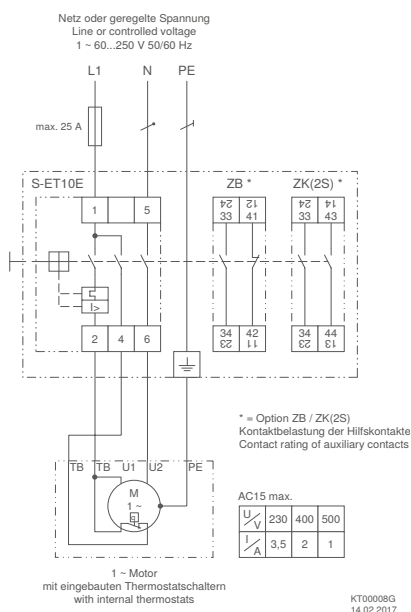 Netz oder geregelte Spannung
Line or controlled voltage
1 ~ 60...250 V 50/60 Hz
L1 N PE
max. 25 A
S-ET10E ZB * ZK(2S) *
1 5
24 12
33 41
24 14
33 43
I>
2 4 6
34 42
23 11
34 44
23 13
* = Option ZB / ZK(2S)
Kontaktbelastung der Hilfskontakte
Contact rating of auxiliary contacts
TB TB U1 U2 PE
M
1 ~
AC15 max.
U/V 230 400 500
I/A 3,5 2 1
1 ~ Motor
mit eingebauten Thermostatschaltern
with internal thermostats
KT00008G
14.02.2017